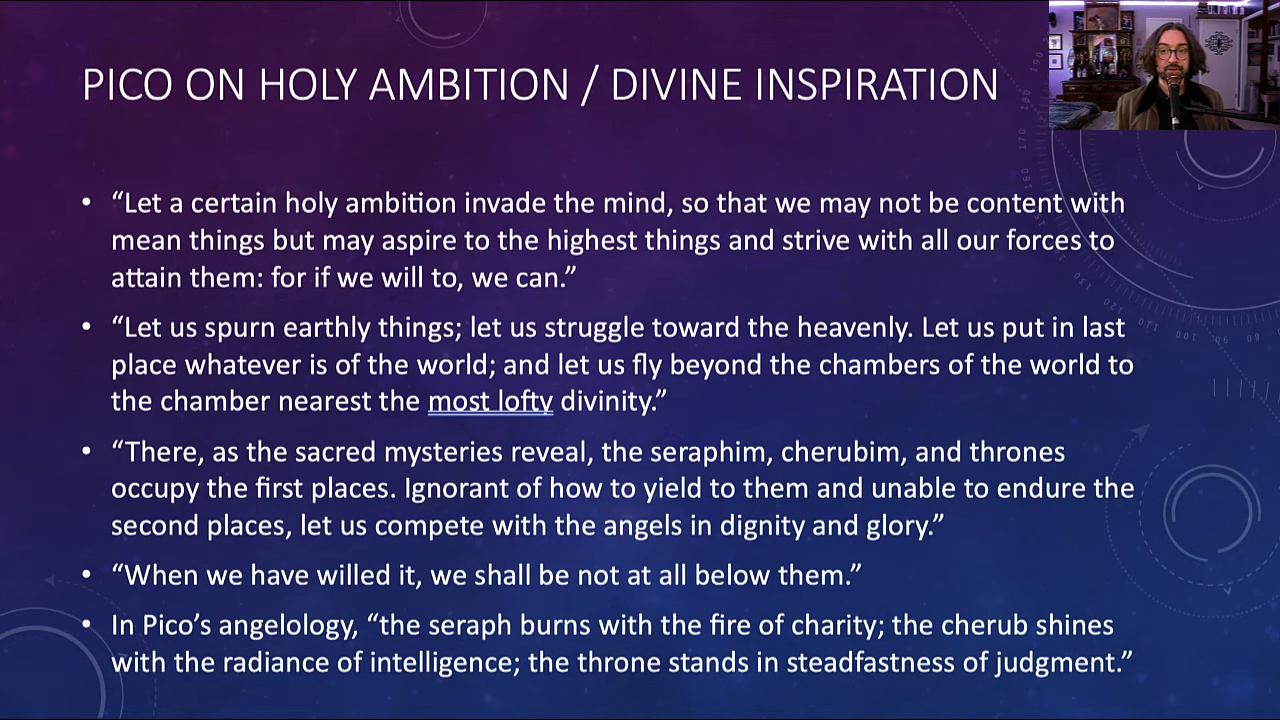 PICO ON HOLY AMBITION / DIVINE INSPIRATION
• “Let a certain holy ambition invade the mind, so that we may not be content with
mean things but may aspire to the highest things and strive with all our forces to
attain them: for if we will to, we can.”
• “Let us spurn earthly things; let us struggle toward the heavenly. Let us put in last
place whatever is of the world; and let us fly beyond the chambers of the world to
the chamber nearest the most lofty divinity.”
• “There, as the sacred mysteries reveal, the seraphim, cherubim, and thrones
occupy the first places. Ignorant of how to yield to them and unable to endure the
second places, let us compete with the angels in dignity and glory.”
• “When we have willed it, we shall be not at all below them.”
• In Pico’s angelology, “the seraph burns with the fire of charity; the cherub shines
with the radiance of intelligence; the throne stands in steadfastness of judgment.”